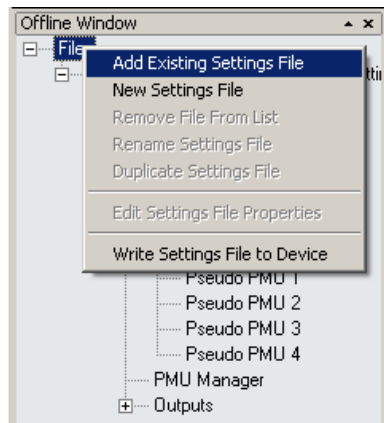 Offline Window
Files
Add Existing Settings File
New Settings File
Remove File From List
Rename Settings File
Duplicate Settings File
Edit Settings File Properties
Write Settings File to Device
Pseudo PMU 1
Pseudo PMU 2
Pseudo PMU 3
Pseudo PMU 4
PMU Manager
Outputs